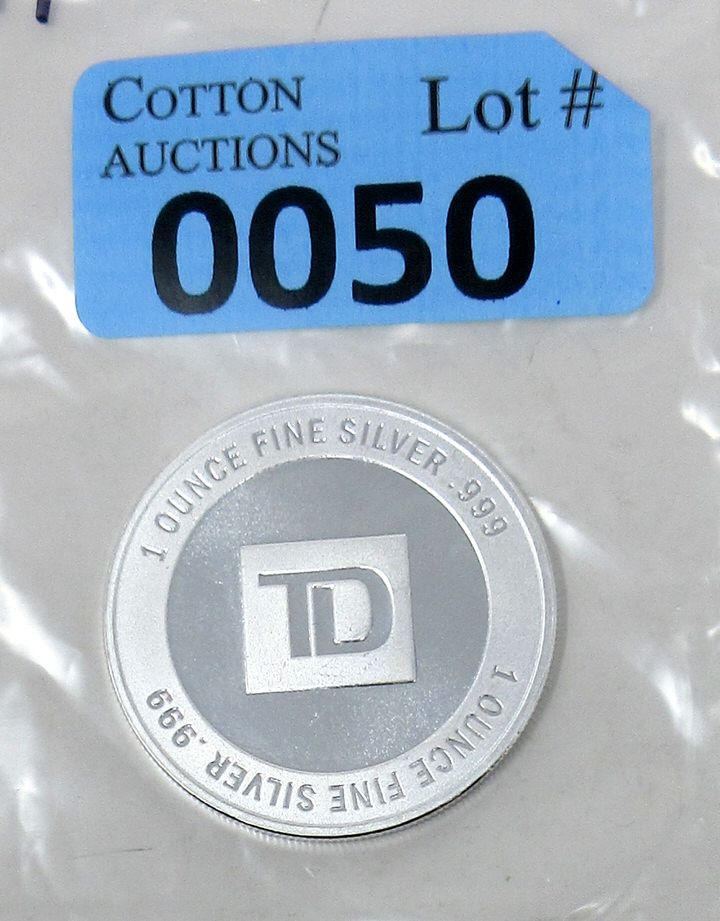 COTTON
AUCTIONS
Lot #
0050
1 OUNCE FINE SILVER .999
TD
1 OUNCE FINE SILVER .999